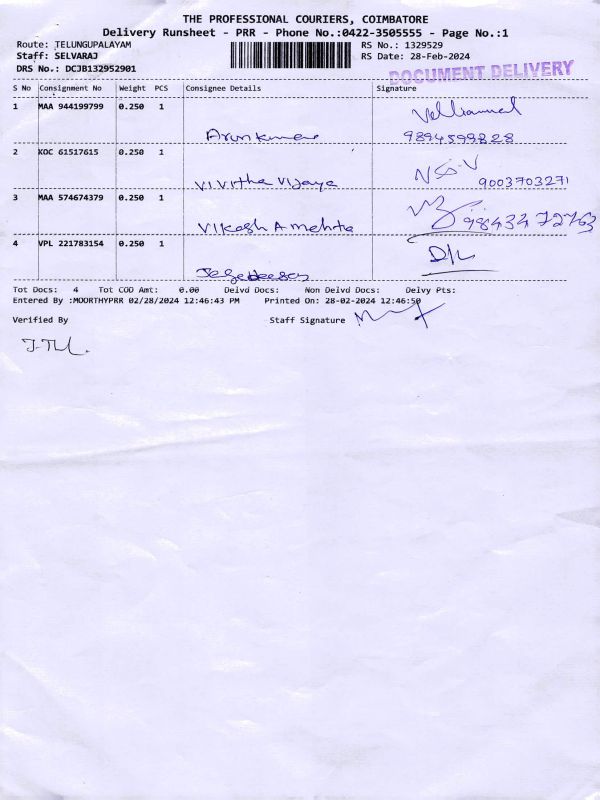 THE PROFESSIONAL COURIERS, COIMBATORE
Delivery Runsheet - PRR - Phone No.:0422-3505555 - Page No.:1
Route: TELUNGUPALAYAM RS No.: 1329529
Staff: SELVARAJ RS Date: 28-Feb-2024
DRS No.: DCJB132952901 DOCUMENT DELIVERY
S No Consignment No Weight PCS Consignee Details Signature
1 MAA 944199799 0.250 1
Arunkumar 9894599828
2 KOC 61517615 0.250 1
Vivitha Vijaya 9003703271
3 MAA 574674379 0.250 1
Vikash A Mehta 9843472763
4 VPL 221783154 0.250 1
Tot Docs: 4 Tot COD Amt: 0.00 Delvd Docs: Non Delvd Docs: Delvy Pts:
Entered By :MOORTHYPRR 02/28/2024 12:46:43 PM Printed On: 28-02-2024 12:46:50
Verified By Staff Signature